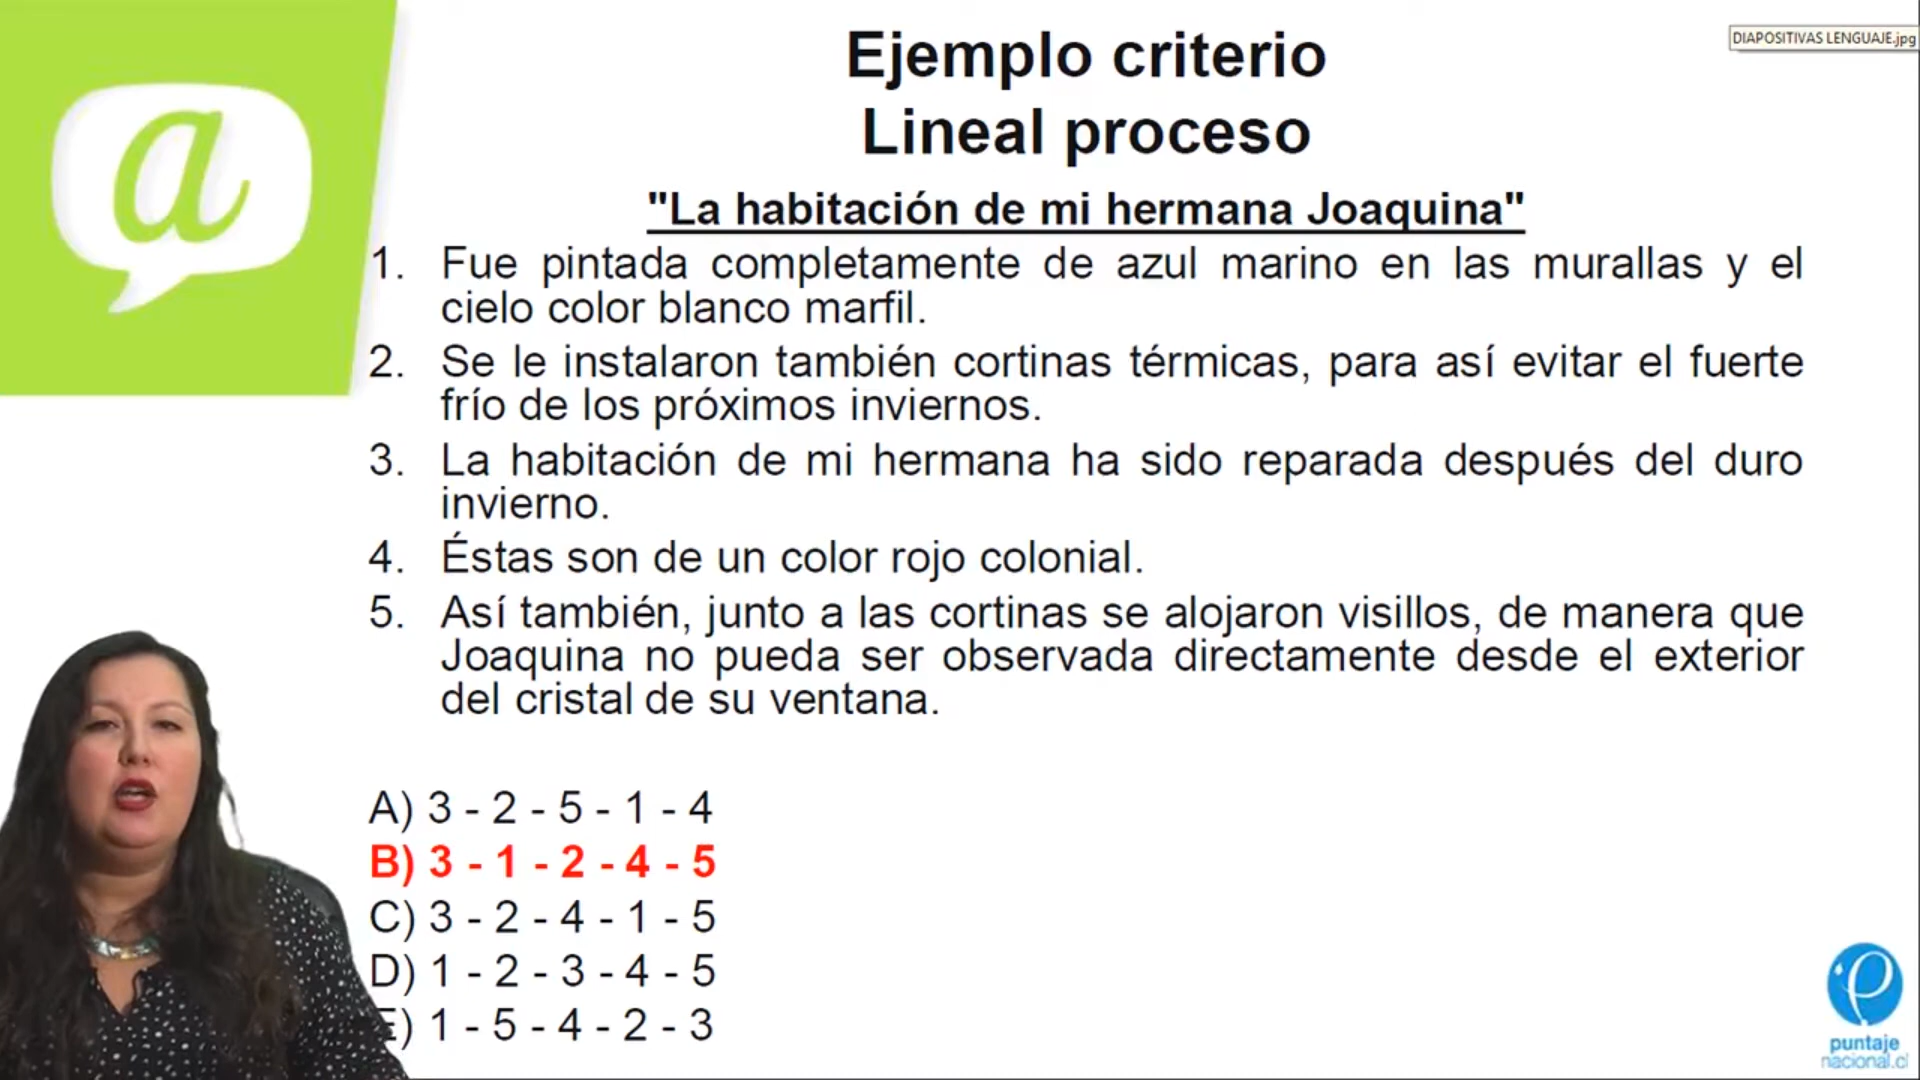 DIAPOSITIVAS LENGUAJE.jpg
a
Ejemplo criterio
Lineal proceso
"La habitación de mi hermana Joaquina"
1. Fue pintada completamente de azul marino en las murallas y el
cielo color blanco marfil.
2. Se le instalaron también cortinas térmicas, para así evitar el fuerte
frío de los próximos inviernos.
3. La habitación de mi hermana ha sido reparada después del duro
invierno.
4. Éstas son de un color rojo colonial.
5. Así también, junto a las cortinas se alojaron visillos, de manera que
Joaquina no pueda ser observada directamente desde el exterior
del cristal de su ventana.
A) 3 - 2 - 5 - 1 - 4
B) 3 - 1 - 2 - 4 - 5
C) 3 - 2 - 4 - 1 - 5
D) 1 - 2 - 3 - 4 - 5
E) 1 - 5 - 4 - 2 - 3
puntaje
nacional.cl